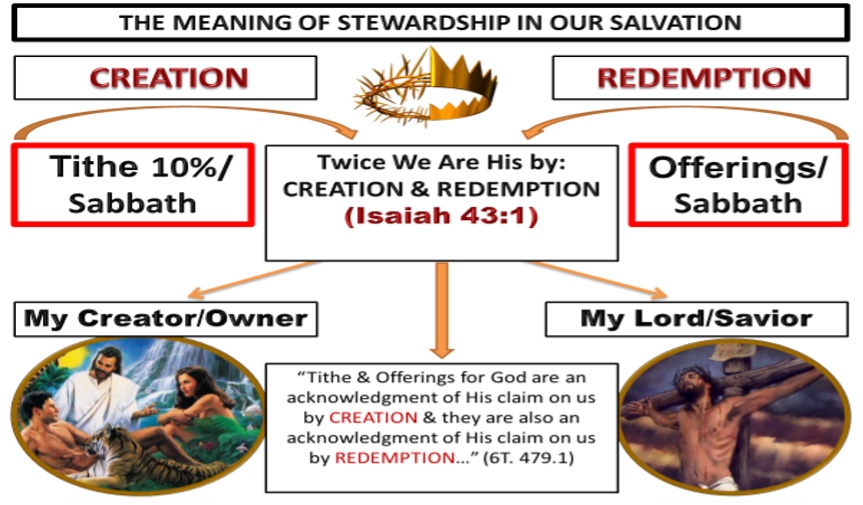 THE MEANING OF STEWARDSHIP IN OUR SALVATION
CREATION
REDEMPTION
Tithe 10%/
Sabbath
Twice We Are His by:
CREATION & REDEMPTION
(Isaiah 43:1)
Offerings/
Sabbath
My Creator/Owner
My Lord/Savior
“Tithe & Offerings for God are an
acknowledgment of His claim on us
by CREATION & they are also an
acknowledgment of His claim on us
by REDEMPTION...” (6T. 479.1)